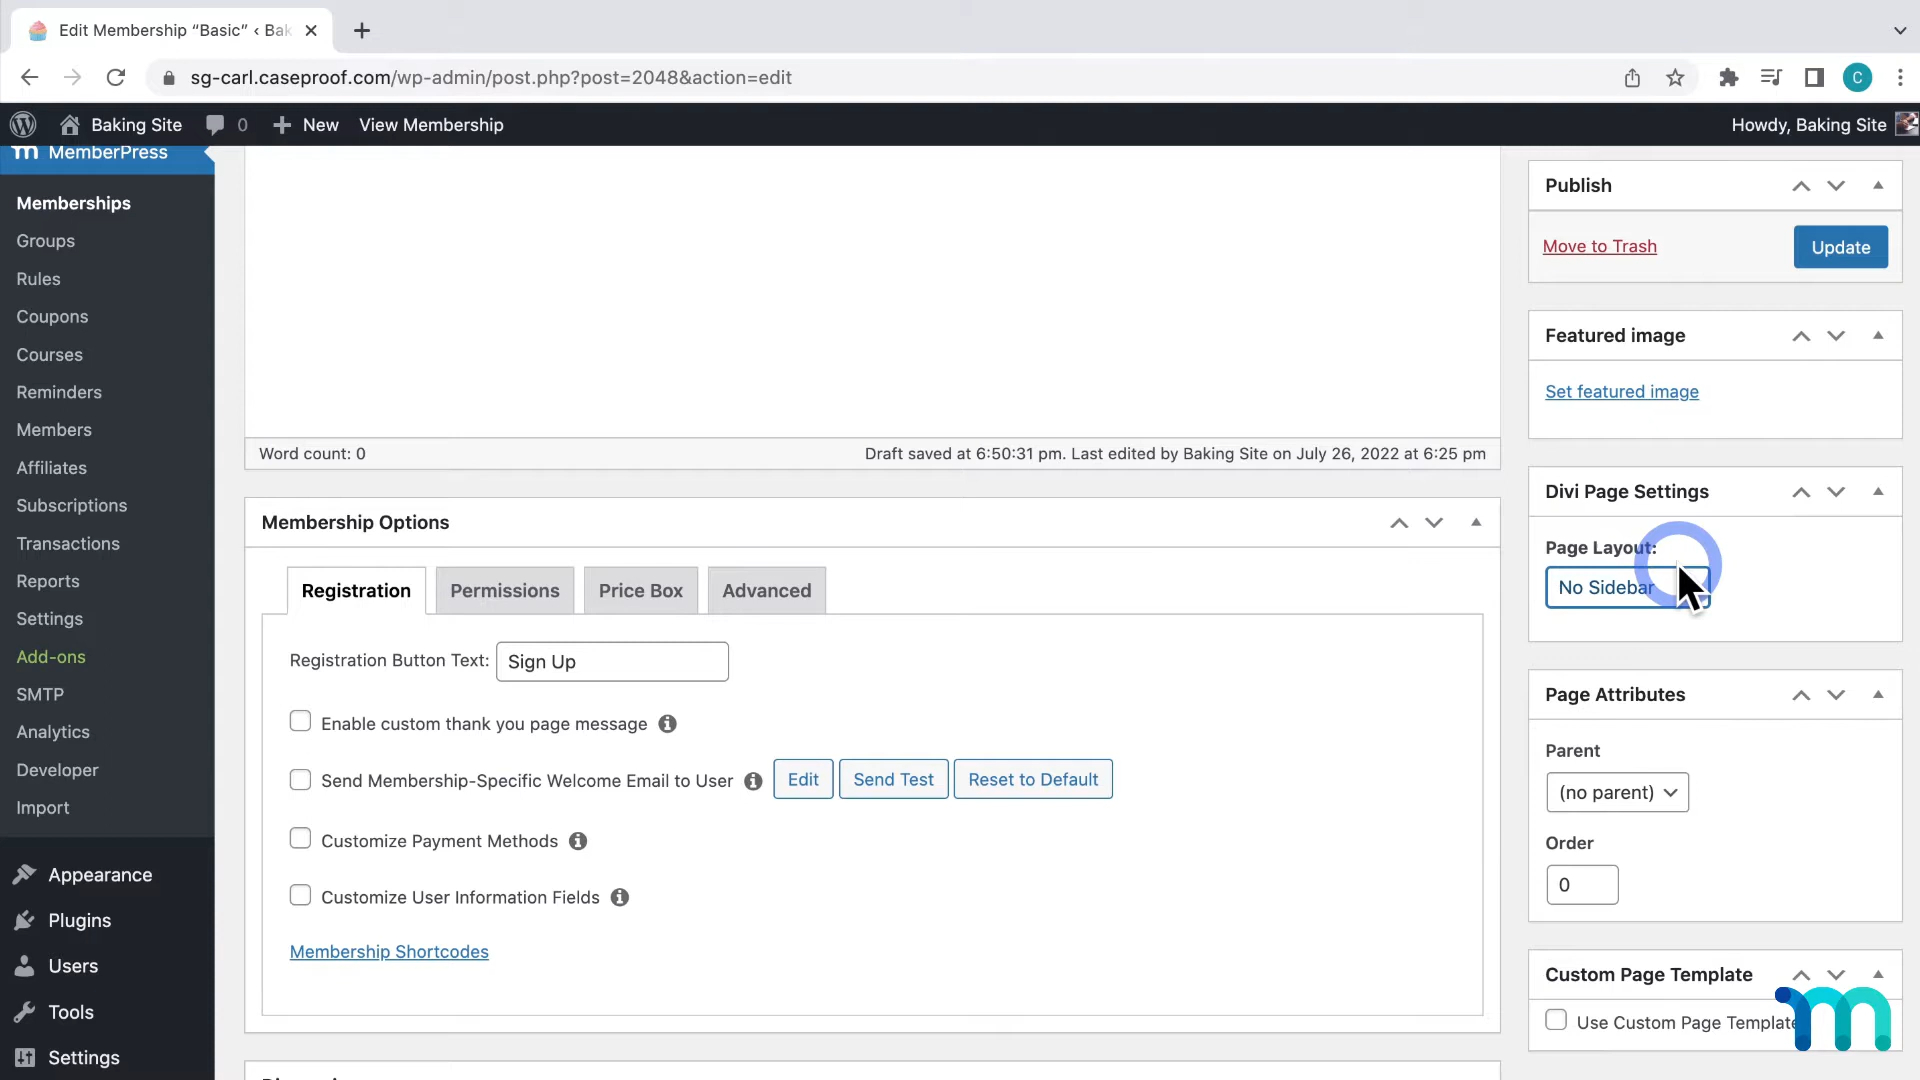 Edit Membership “Basic” ‹ Bak
sg-carl.caseproof.com/wp-admin/post.php?post=2048&action=edit
C
Baking Site
0
New
View Membership
Howdy, Baking Site
MemberPress
Memberships
Groups
Rules
Coupons
Courses
Reminders
Members
Affiliates
Subscriptions
Transactions
Reports
Settings
Add-ons
SMTP
Analytics
Developer
Import
Appearance
Plugins
Users
Tools
Settings
Word count: 0
Draft saved at 6:50:31 pm. Last edited by Baking Site on July 26, 2022 at 6:25 pm
Membership Options
Registration
Permissions
Price Box
Advanced
Registration Button Text: Sign Up
Enable custom thank you page message
Send Membership-Specific Welcome Email to User
Edit
Send Test
Reset to Default
Customize Payment Methods
Customize User Information Fields
Membership Shortcodes
Publish
Move to Trash
Update
Featured image
Set featured image
Divi Page Settings
Page Layout:
No Sidebar
Page Attributes
Parent
(no parent)
Order
0
Custom Page Template
Use Custom Page Template